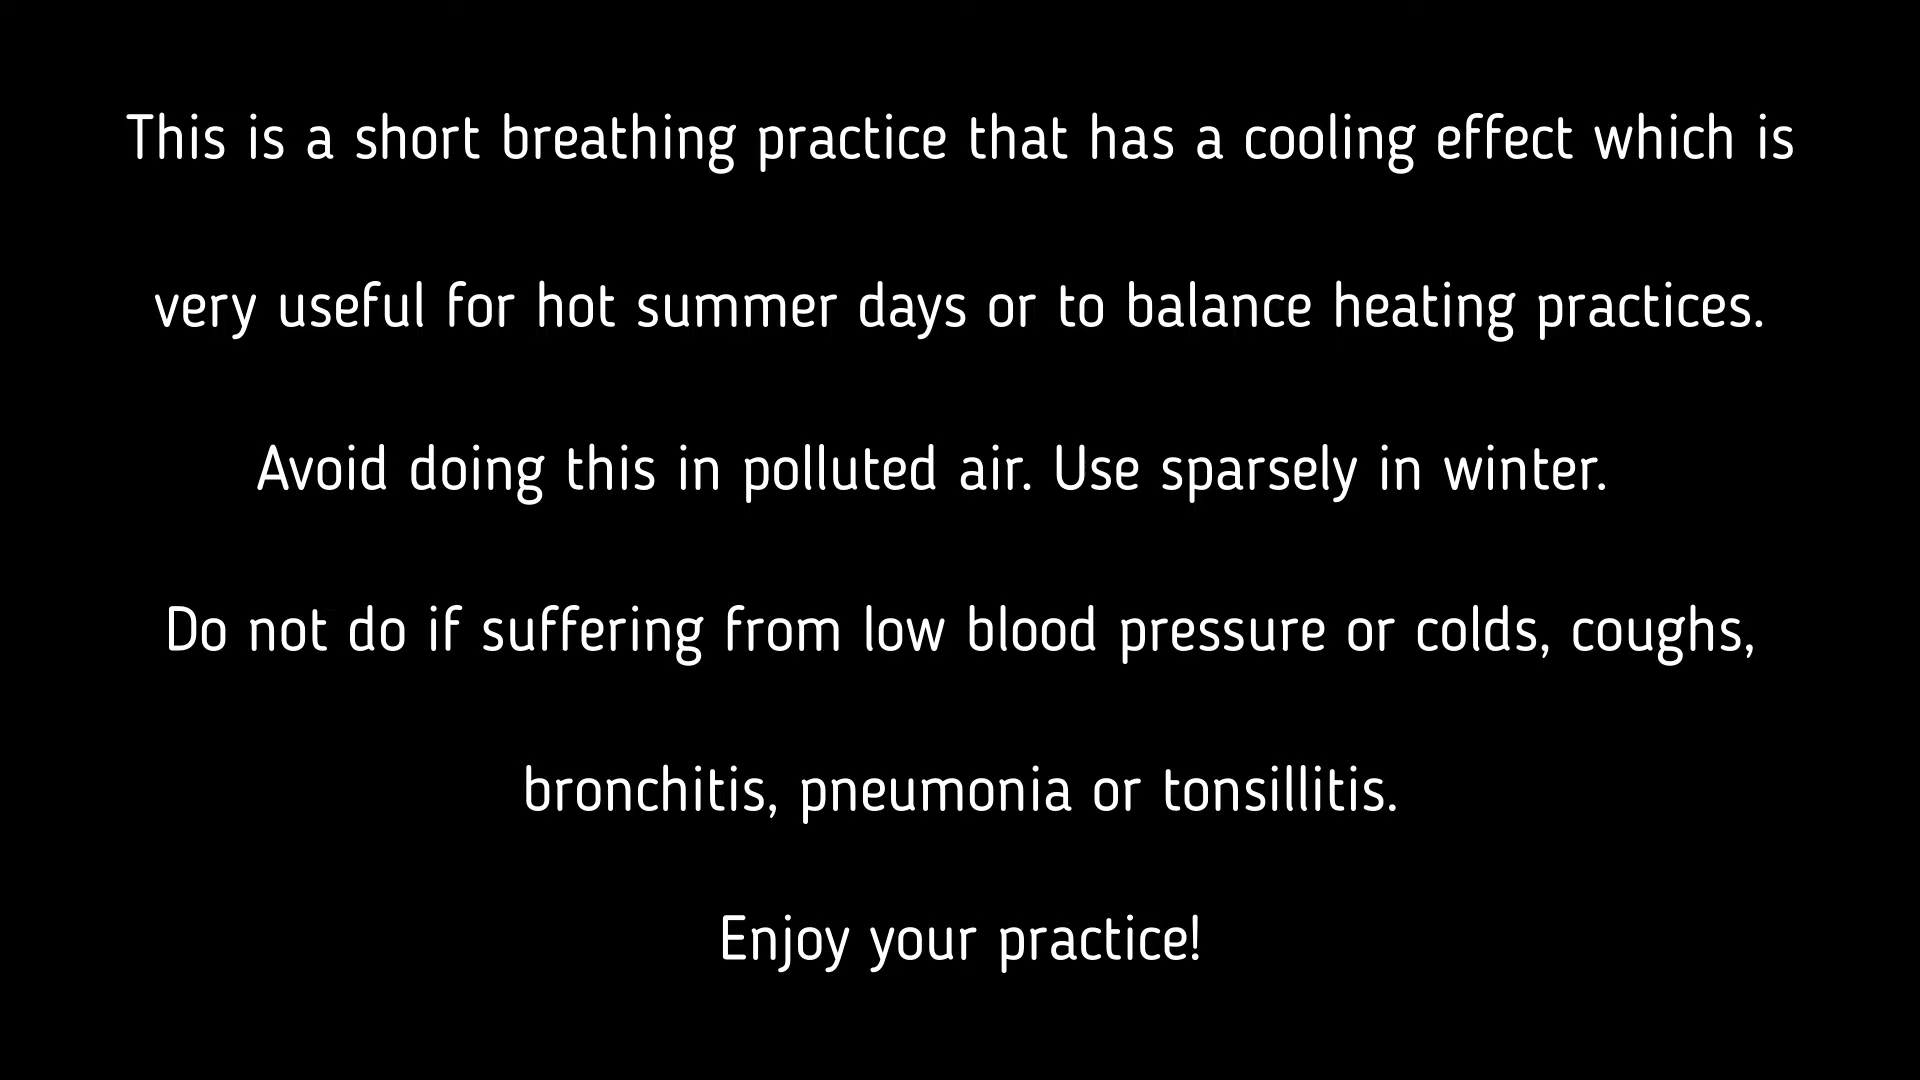 This is a short breathing practice that has a cooling effect which is
very useful for hot summer days or to balance heating practices.
Avoid doing this in polluted air. Use sparsely in winter.
Do not do if suffering from low blood pressure or colds, coughs,
bronchitis, pneumonia or tonsillitis.
Enjoy your practice!